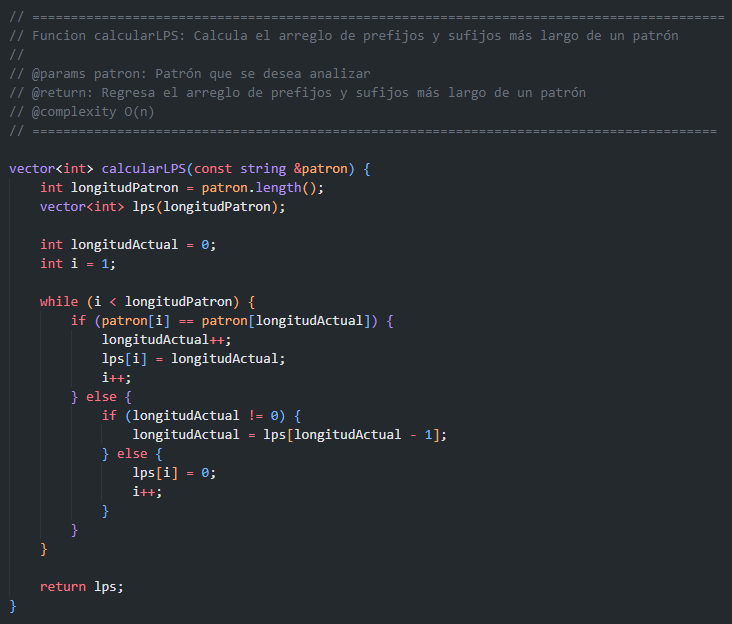 // ==========================================================================================
// Funcion calcularLPS: Calcula el arreglo de prefijos y sufijos más largo de un patrón
//
// @params patron: Patrón que se desea analizar
// @return: Regresa el arreglo de prefijos y sufijos más largo de un patrón
// @complexity O(n)
// =========================================================================================

vector<int> calcularLPS(const string &patron) {
    int longitudPatron = patron.length();
    vector<int> lps(longitudPatron);

    int longitudActual = 0;
    int i = 1;

    while (i < longitudPatron) {
        if (patron[i] == patron[longitudActual]) {
            longitudActual++;
            lps[i] = longitudActual;
            i++;
        } else {
            if (longitudActual != 0) {
                longitudActual = lps[longitudActual - 1];
            } else {
                lps[i] = 0;
                i++;
            }
        }
    }

    return lps;
}